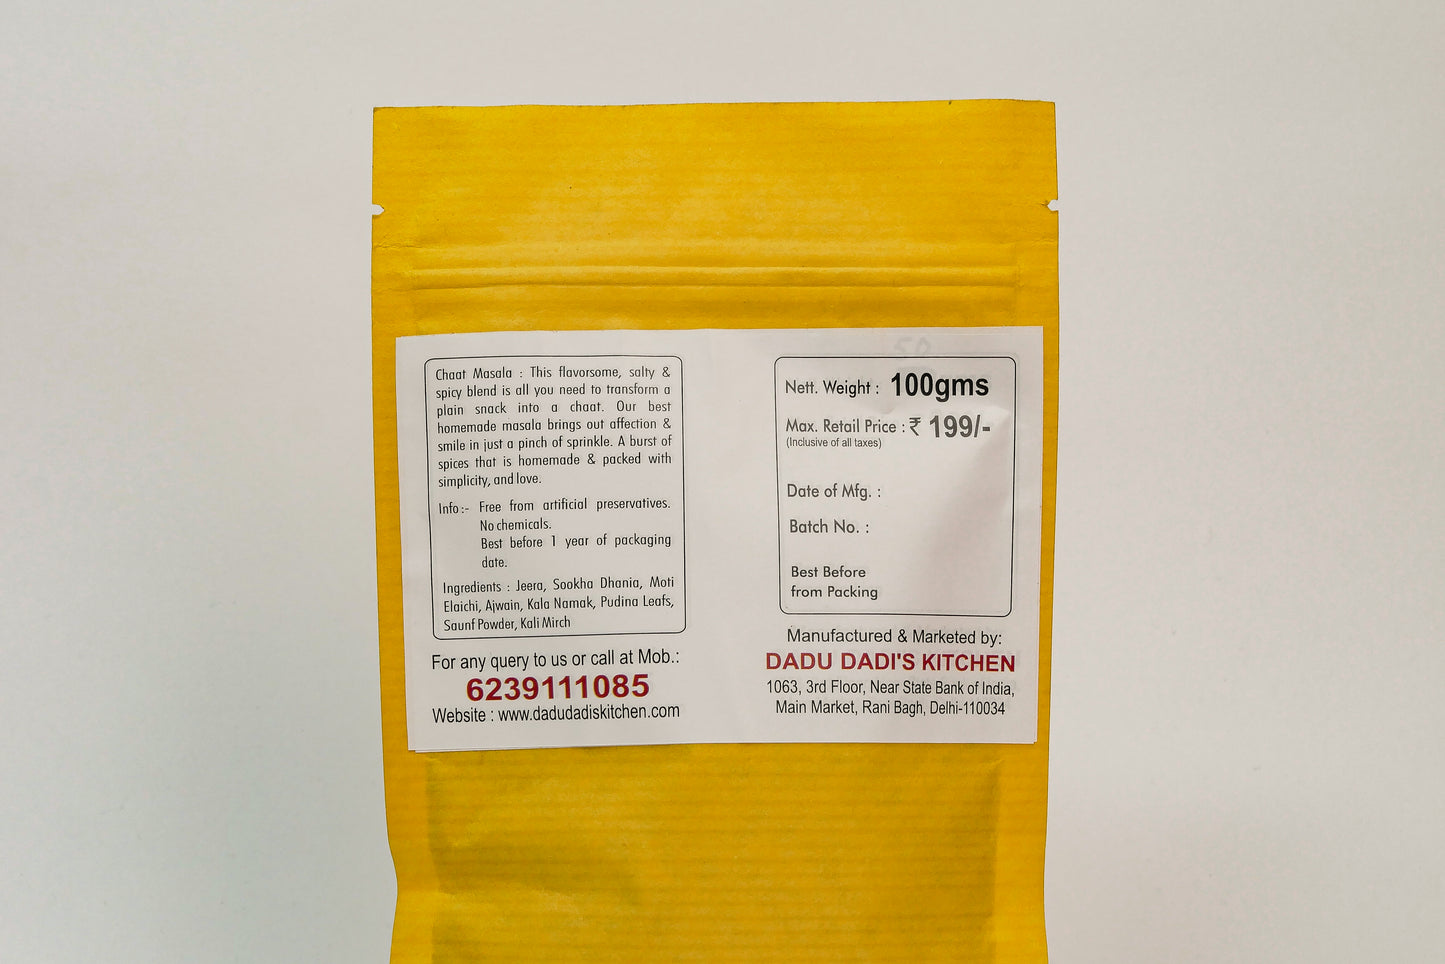 Chaat Masala : This flavorsome, salty &
spicy blend is all you need to transform a
plain snack into a chaat. Our best
homemade masala brings out affection &
smile in just a pinch of sprinkle. A burst of
spices that is homemade & packed with
simplicity, and love.
Info :- Free from artificial preservatives.
No chemicals.
Best before 1 year of packaging
date.
Ingredients : Jeera, Sookha Dhania, Moti
Elaichi, Ajwain, Kala Namak, Pudina Leafs,
Saunf Powder, Kali Mirch
For any query to us or call at Mob.:
6239111085
Website : www.dadudadiskitchen.com
Nett. Weight : 100gms
Max. Retail Price : ₹ 199/-
(Inclusive of all taxes)
Date of Mfg. :
Batch No. :
Best Before
from Packing
Manufactured & Marketed by:
DADU DADI'S KITCHEN
1063, 3rd Floor, Near State Bank of India,
Main Market, Rani Bagh, Delhi-110034